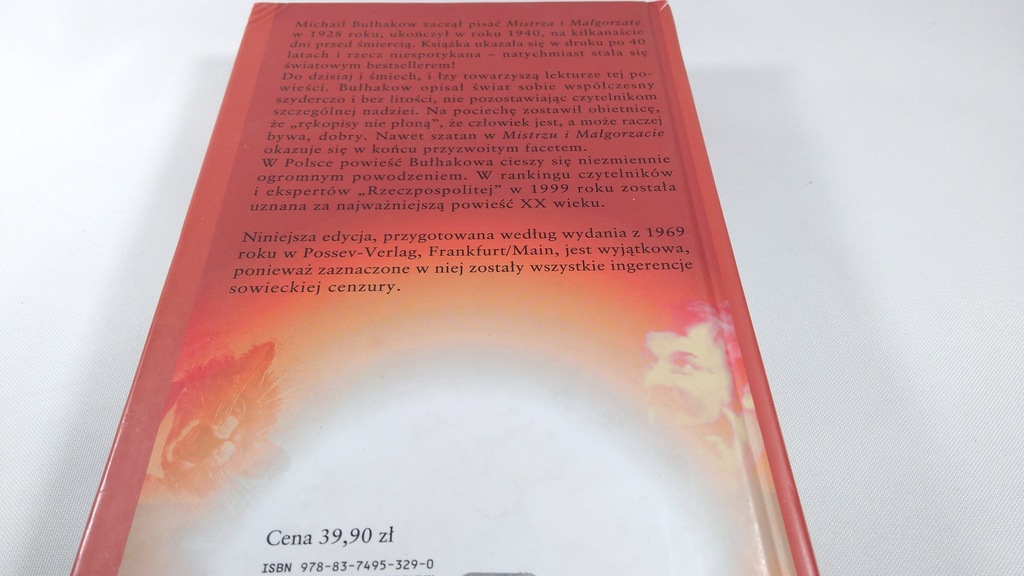 Michaił Bułhakow zaczął pisać Mistrza i Małgorzatę
w 1928 roku, ukończył w roku 1940, na kilkanaście
dni przed śmiercią. Książka ukazała się w druku po 40
latach i rzecz niespotykana – natychmiast stała się
światowym bestsellerem!
Do dzisiaj i śmiech, i łzy towarzyszą lekturze tej po-
wieści. Bułhakow opisał świat sobie współczesny
szyderczo i bez litości, nie pozostawiając czytelnikom
szczególnej nadziei. Na pociechę zostawił obietnicę,
że „rękopisy nie płoną”, że człowiek jest, a może raczej
bywa, dobry. Nawet szatan w Mistrzu i Małgorzacie
okazuje się w końcu przyzwoitym facetem.
W Polsce powieść Bułhakowa cieszy się niezmiennie
ogromnym powodzeniem. W rankingu czytelników
i ekspertów „Rzeczpospolitej” w 1999 roku została
uznana za najważniejszą powieść XX wieku.
Niniejsza edycja, przygotowana według wydania z 1969
roku w Possev-Verlag, Frankfurt/Main, jest wyjątkowa,
ponieważ zaznaczone w niej zostały wszystkie ingerencje
sowieckiej cenzury.
Cena 39,90 zł
ISBN 978-83-7495-329-0